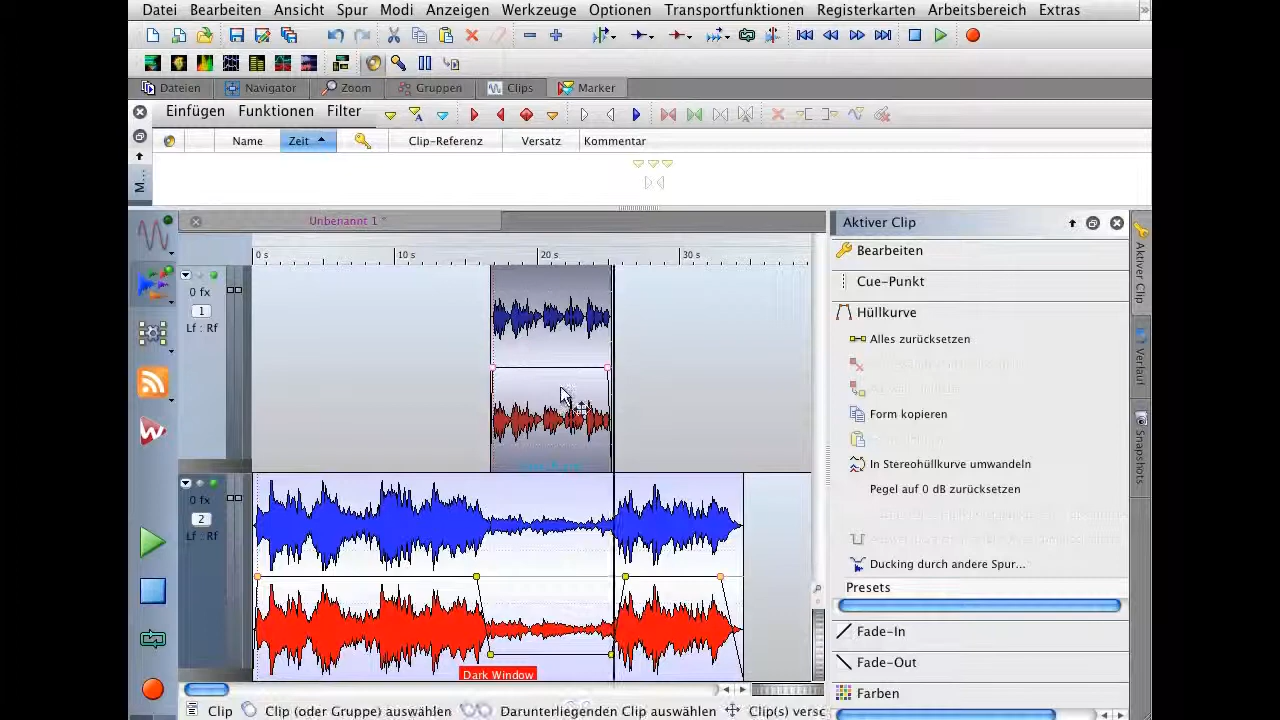 Datei Bearbeiten Ansicht Spur Modi Anzeigen Werkzeuge Optionen Transportfunktionen Registerkarten Arbeitsbereich Extras
Dateien Navigator Zoom Gruppen Clips Marker
Einfügen Funktionen Filter
Name Zeit Clip-Referenz Versatz Kommentar
M...
Unbenannt 1 *
Aktiver Clip
0 s 10 s 20 s 30 s
Bearbeiten
Cue-Punkt
Hüllkurve
Alles zurücksetzen
Form kopieren
In Stereohüllkurve umwandeln
Pegel auf 0 dB zurücksetzen
Ducking durch andere Spur...
Presets
Fade-In
Fade-Out
Farben
Aktiver Clip
Verlauf
Snapshots
0 fx
1
Lf : Rf
0 fx
2
Lf : Rf
Dark Window
Clip Clip (oder Gruppe) auswählen Darunterliegenden Clip auswählen Clip(s) versc